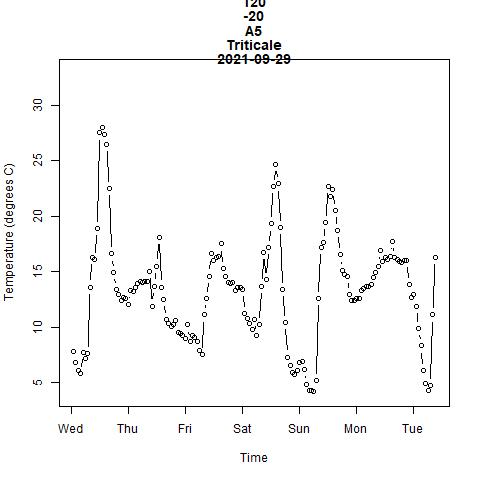 120
-20
A5
Triticale
2021-09-29
Temperature (degrees C)
30
25
20
15
10
5
Wed Thu Fri Sat Sun Mon Tue
Time